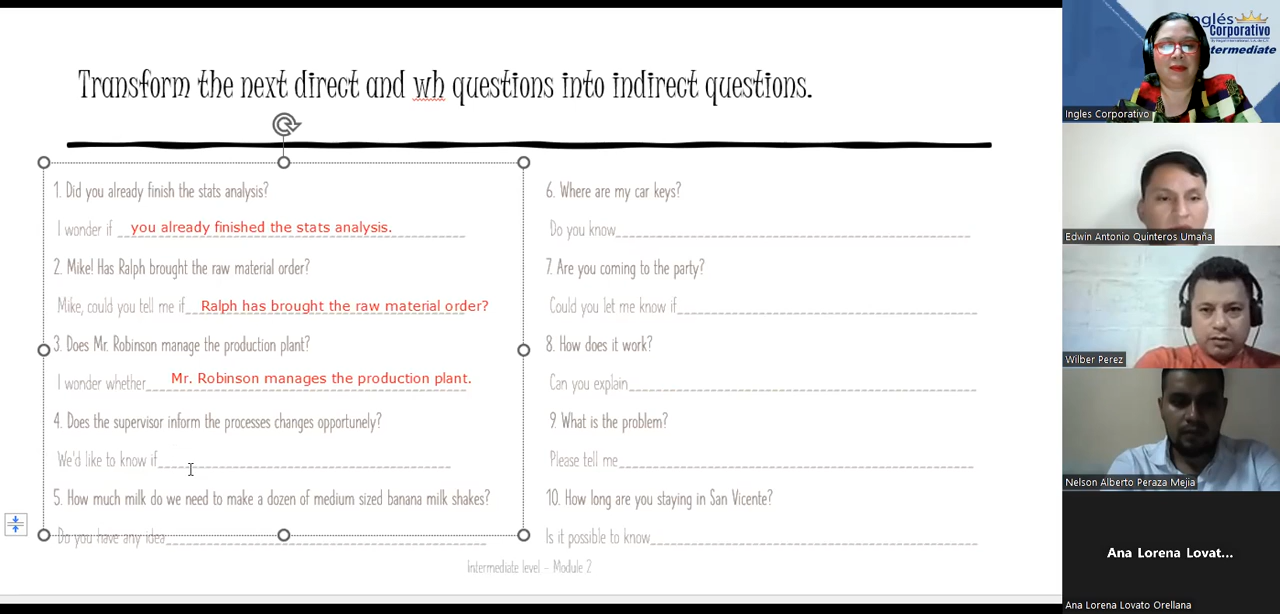 Transform the next direct and wh questions into indirect questions.
1. Did you already finish the stats analysis?
I wonder if you already finished the stats analysis.
2. Mike! Has Ralph brought the raw material order?
Mike, could you tell me if Ralph has brought the raw material order?
3. Does Mr. Robinson manage the production plant?
I wonder whether Mr. Robinson manages the production plant.
4. Does the supervisor inform the processes changes opportunely?
We'd like to know if
5. How much milk do we need to make a dozen of medium sized banana milk shakes?
Do you have any idea
6. Where are my car keys?
Do you know
7. Are you coming to the party?
Could you let me know if
8. How does it work?
Can you explain
9. What is the problem?
Please tell me
10. How long are you staying in San Vicente?
Is it possible to know
Intermediate level - Module 2
Inglés
Corporativo
termediate
Ingles Corporativo
Edwin Antonio Quinteros Umaña
Wilber Perez
Nelson Alberto Peraza Mejia
Ana Lorena Lovat...
Ana Lorena Lovato Orellana